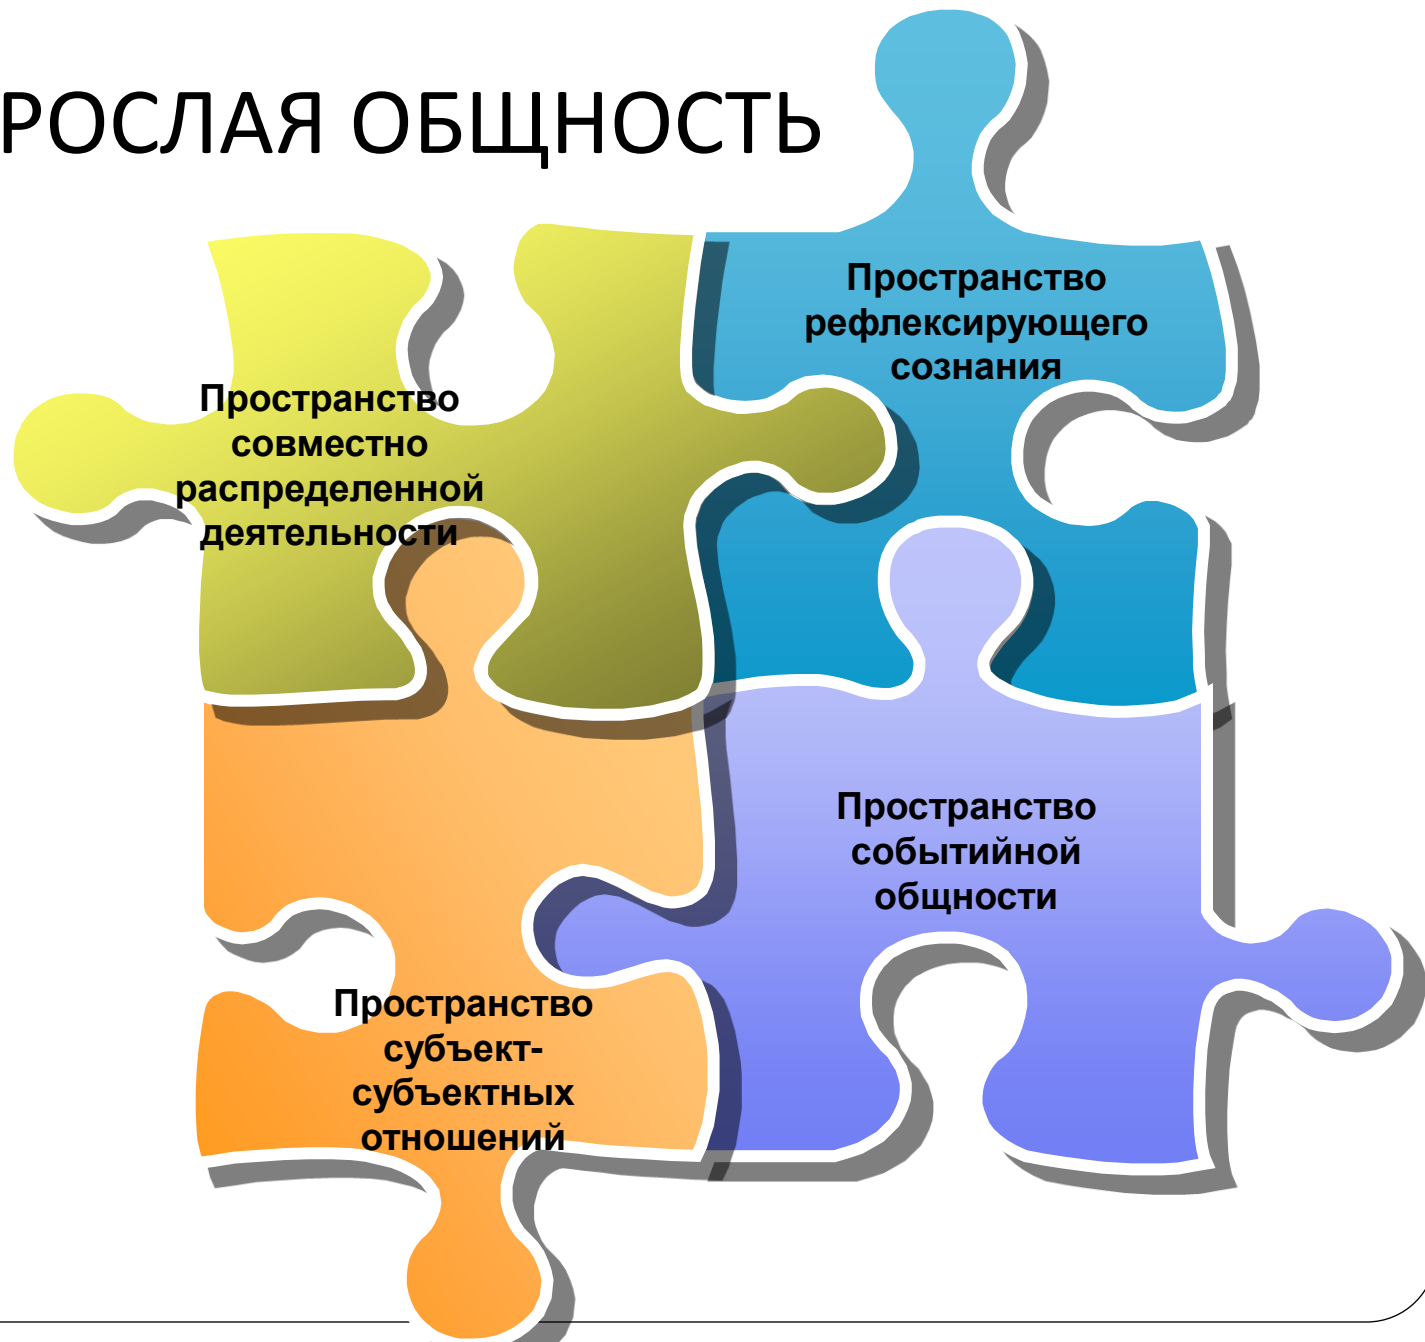 РОСЛАЯ ОБЩНОСТЬ
Пространство
рефлексирующего
сознания
Пространство
совместно
распределенной
деятельности
Пространство
событийной
общности
Пространство
субъект-
субъектных
отношений